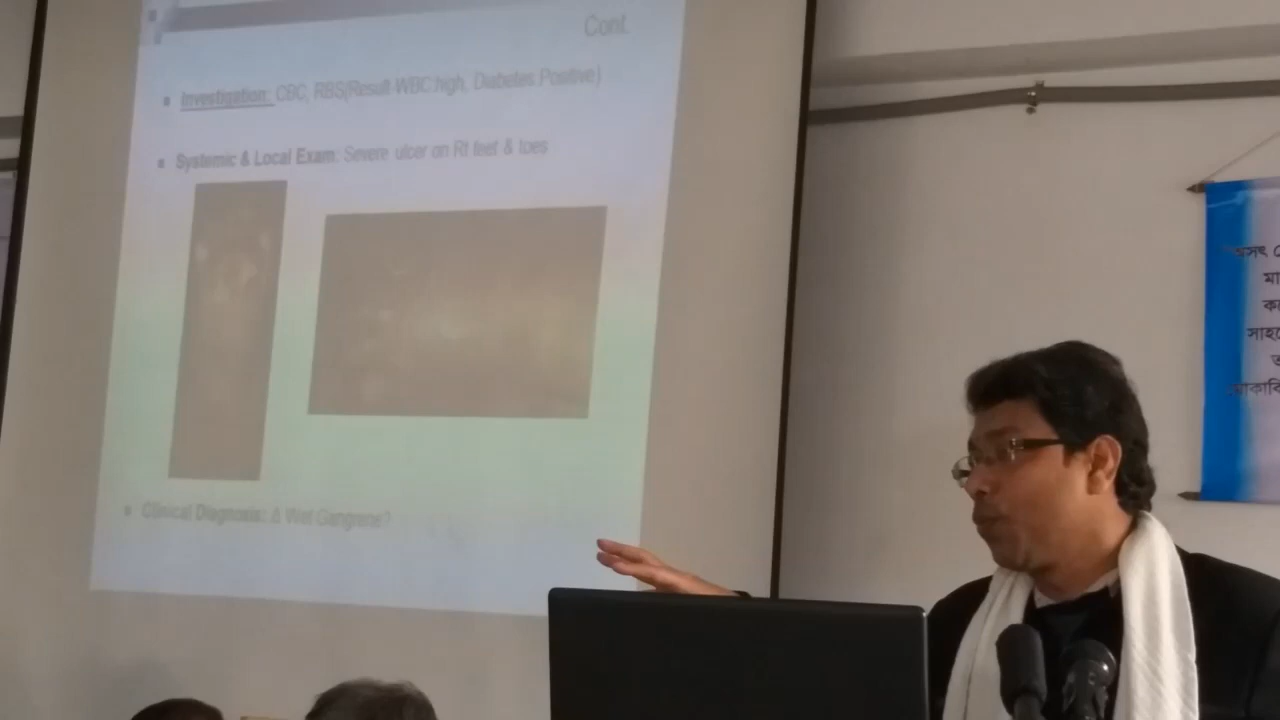 Cont.
Investigation: CBC, RBS(Result-WBC:high, Diabetes:Positive)
Systemic & Local Exam: Severe ulcer on Rt feet & toes
Clinical Diagnosis: Δ Wet Gangrene?
অসৎ
মা
সাহ